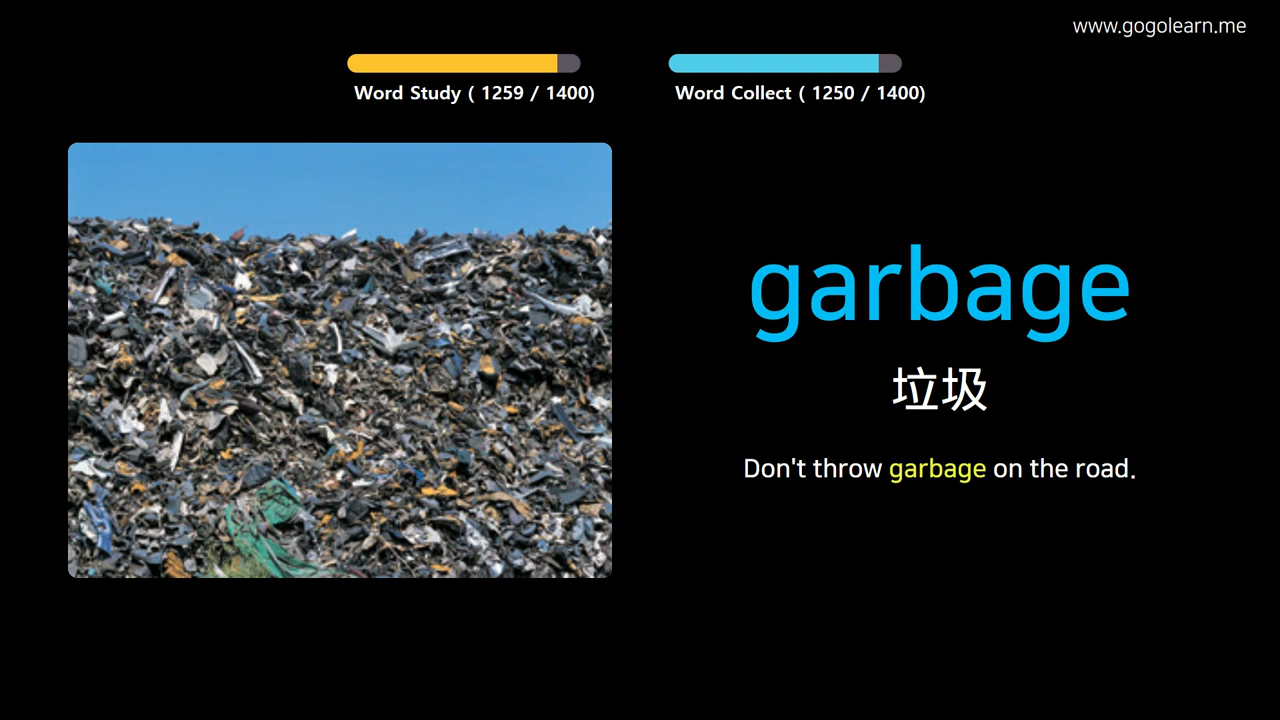 www.gogolearn.me
Word Study ( 1259 / 1400)
Word Collect ( 1250 / 1400)
garbage
垃圾
Don't throw garbage on the road.